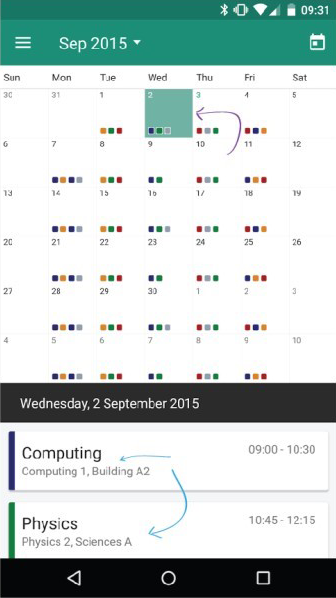 09:31
Sep 2015
Sun Mon Tue Wed Thu Fri Sat
30 31 1 2 3 4 5
6 7 8 9 10 11 12
13 14 15 16 17 18 19
20 21 22 23 24 25 26
27 28 29 30 1 2 3
4 5 6 7 8 9 10
Wednesday, 2 September 2015
Computing 09:00 - 10:30
Computing 1, Building A2
Physics 10:45 - 12:15
Physics 2, Sciences A